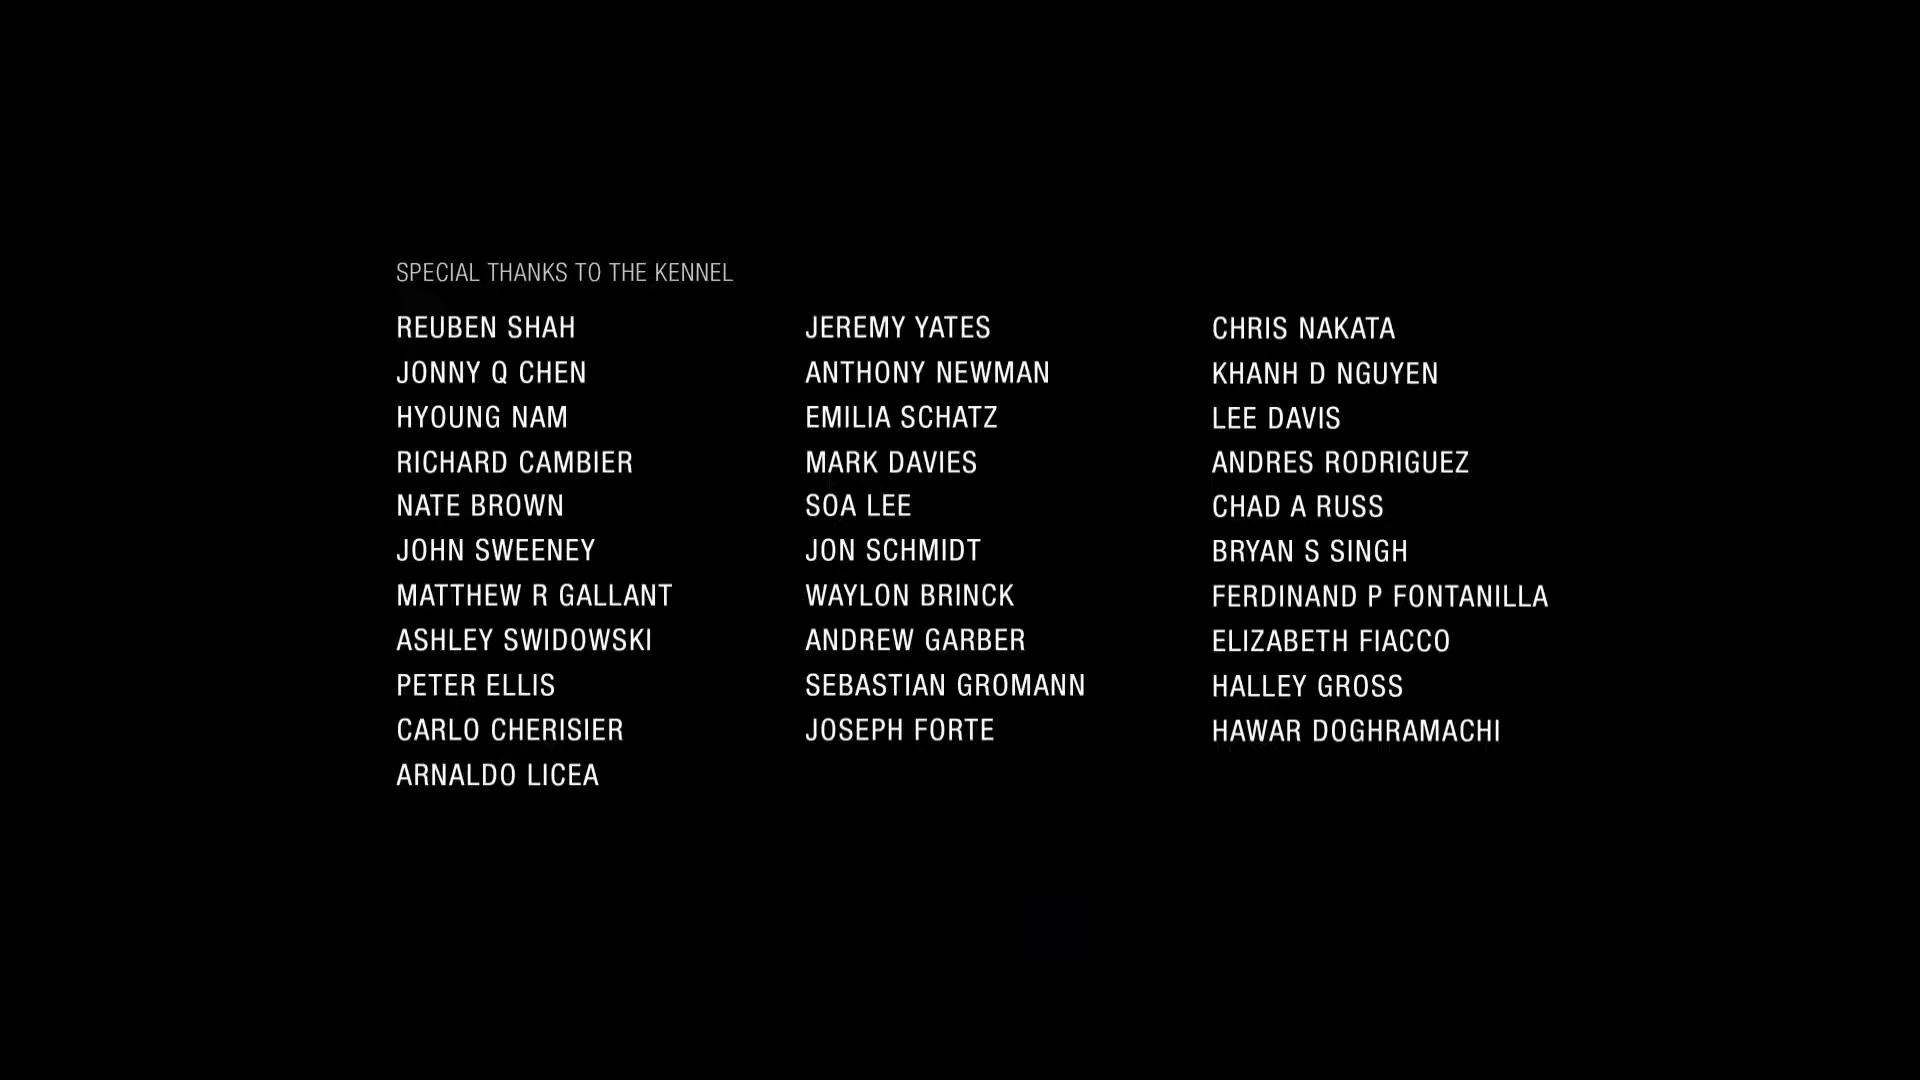 SPECIAL THANKS TO THE KENNEL
REUBEN SHAH
JONNY Q CHEN
HYOUNG NAM
RICHARD CAMBIER
NATE BROWN
JOHN SWEENEY
MATTHEW R GALLANT
ASHLEY SWIDOWSKI
PETER ELLIS
CARLO CHERISIER
ARNALDO LICEA
JEREMY YATES
ANTHONY NEWMAN
EMILIA SCHATZ
MARK DAVIES
SOA LEE
JON SCHMIDT
WAYLON BRINCK
ANDREW GARBER
SEBASTIAN GROMANN
JOSEPH FORTE
CHRIS NAKATA
KHANH D NGUYEN
LEE DAVIS
ANDRES RODRIGUEZ
CHAD A RUSS
BRYAN S SINGH
FERDINAND P FONTANILLA
ELIZABETH FIACCO
HALLEY GROSS
HAWAR DOGHRAMACHI